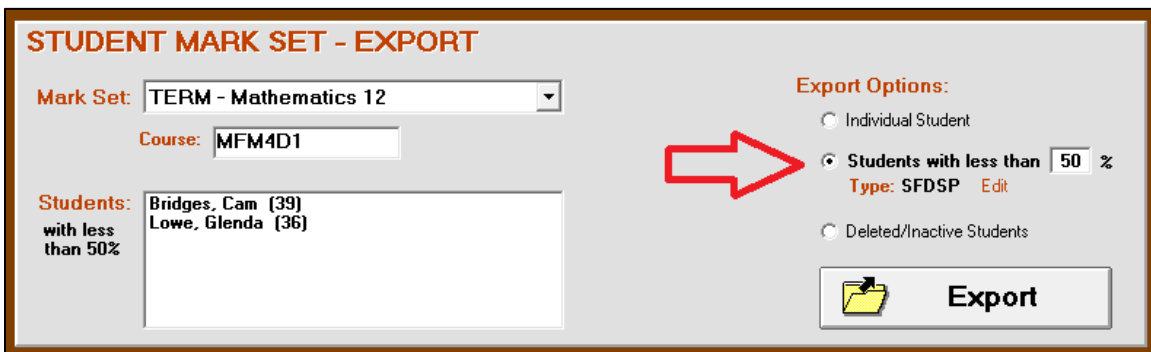 STUDENT MARK SET - EXPORT
Mark Set: TERM - Mathematics 12
Course: MFM4D1
Students:
with less
than 50%
Bridges, Cam (39)
Lowe, Glenda (36)
Export Options:
Individual Student
Students with less than 50 %
Type: SFDSP Edit
Deleted/Inactive Students
Export